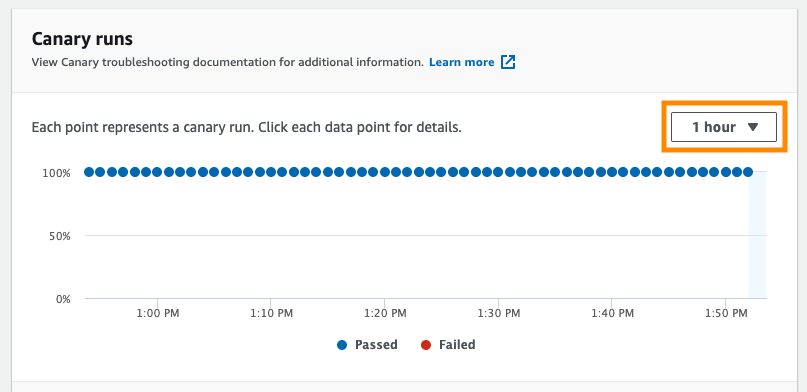 Canary runs
View Canary troubleshooting documentation for additional information. Learn more
Each point represents a canary run. Click each data point for details.
1 hour
100%
50%
0%
1:00 PM 1:10 PM 1:20 PM 1:30 PM 1:40 PM 1:50 PM
Passed Failed